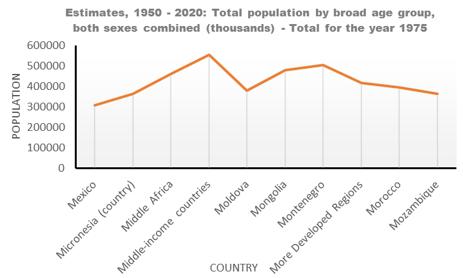 Estimates, 1950 - 2020: Total population by broad age group,
both sexes combined (thousands) - Total for the year 1975
POPULATION
600000
500000
400000
300000
200000
100000
0
Mexico
Micronesia (country)
Middle Africa
Middle-income countries
Moldova
Mongolia
Montenegro
More Developed Regions
Morocco
Mozambique
COUNTRY